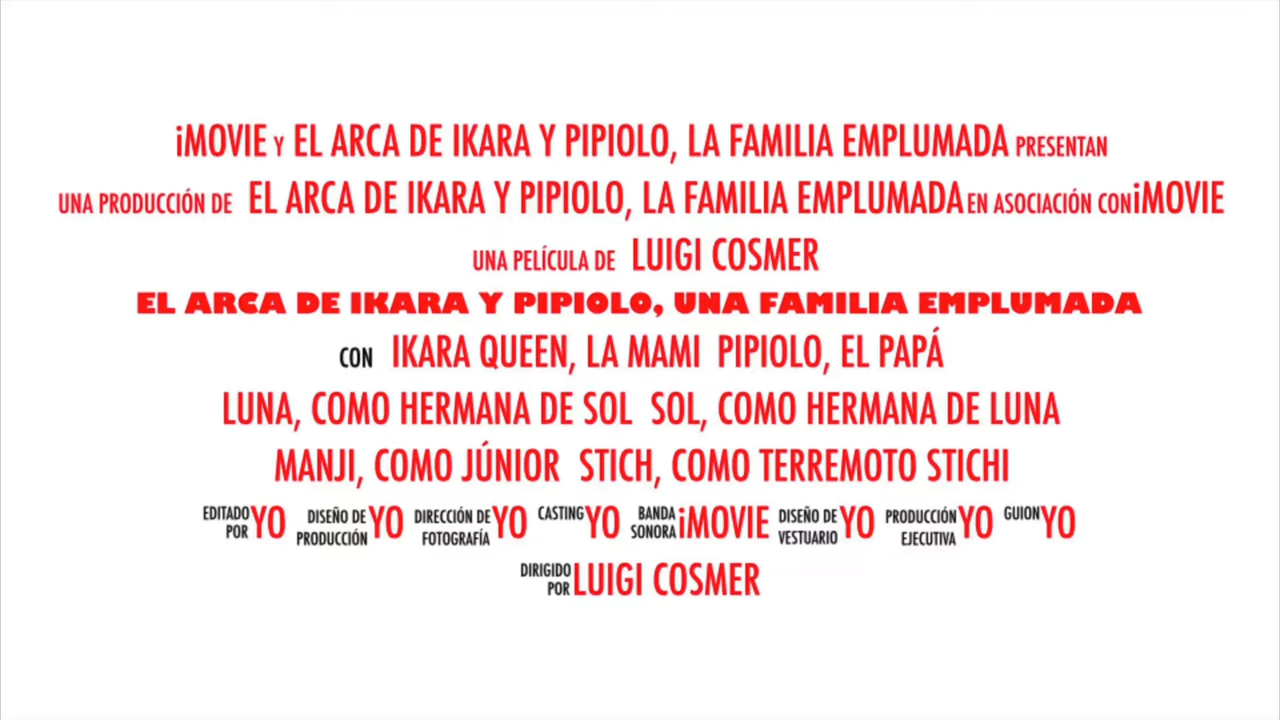 iMOVIE Y EL ARCA DE IKARA Y PIPIOLO, LA FAMILIA EMPLUMADA PRESENTAN
UNA PRODUCCIÓN DE EL ARCA DE IKARA Y PIPIOLO, LA FAMILIA EMPLUMADA EN ASOCIACIÓN CON iMOVIE
UNA PELÍCULA DE LUIGI COSMER
EL ARCA DE IKARA Y PIPIOLO, UNA FAMILIA EMPLUMADA
CON IKARA QUEEN, LA MAMI PIPIOLO, EL PAPÁ
LUNA, COMO HERMANA DE SOL SOL, COMO HERMANA DE LUNA
MANJI, COMO JÚNIOR STICH, COMO TERREMOTO STICHI
EDITADO POR YO DISEÑO DE PRODUCCIÓN YO DIRECCIÓN DE FOTOGRAFÍA YO CASTING YO BANDA SONORA iMOVIE DISEÑO DE VESTUARIO YO PRODUCCIÓN EJECUTIVA YO GUION YO
DIRIGIDO POR LUIGI COSMER